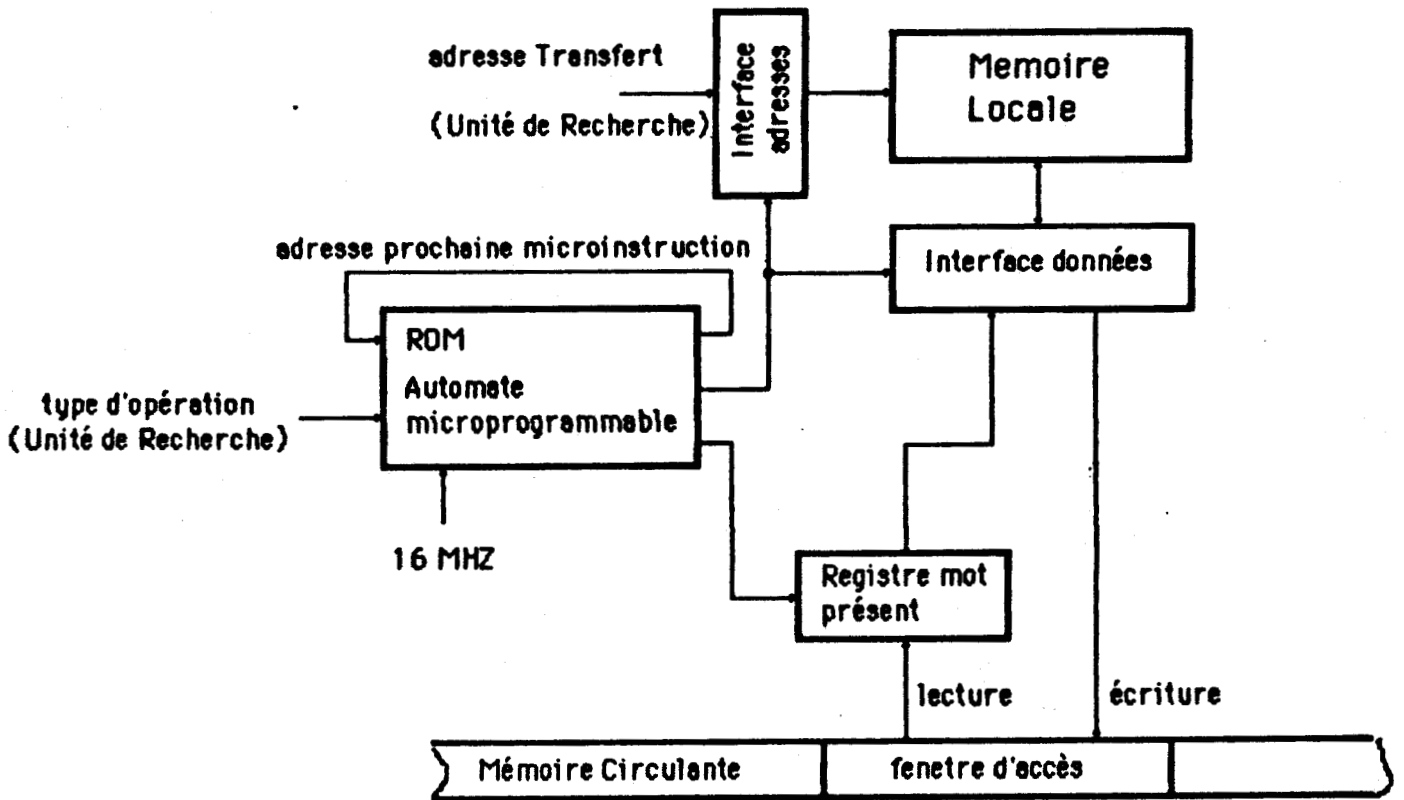 adresse Transfert
(Unité de Recherche)
Interface
adresses
Memoire
Locale
adresse prochaine microinstruction
Interface données
ROM
Automate
microprogrammable
type d'opération
(Unité de Recherche)
16 MHZ
Registre mot
présent
lecture
écriture
Mémoire Circulante
fenetre d'accès